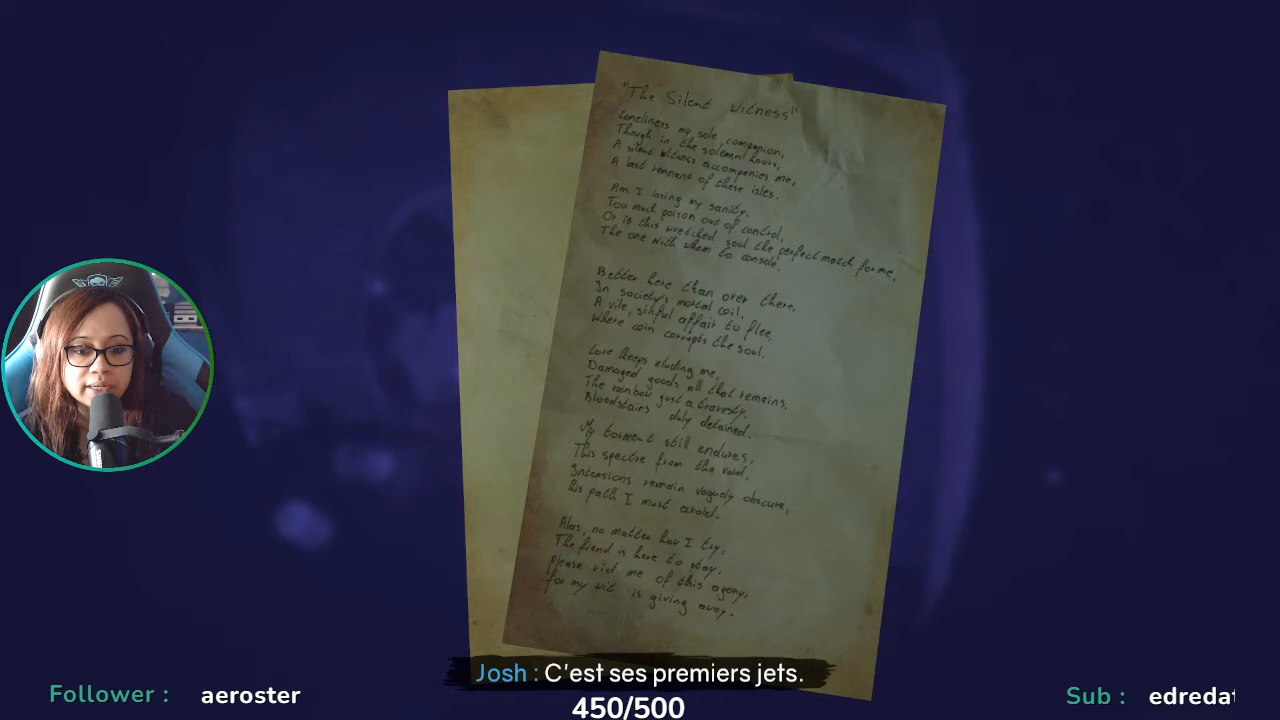 "The Silent Witness"
Loneliness my sole companion,
Though in the solemn hours,
A silent witness accompanies me,
A last remnant of these isles.
Am I losing my sanity,
Too much poison out of control,
Or is this wretched soul the perfect match for me,
The one with whom to console.
Better here than over there,
In society's mortal coil,
A vile, sinful affair to flee,
Where coin corrupts the soul.
Love keeps eluding me,
Damaged goods all that remains,
The rainbow just a travesty,
Bloodstains duly detained.
My torment still endures,
This spectre from the void,
Intensions remain vaguely obscure,
his path I must avoid.
Alas, no matter how I try,
The fiend is here to stay.
Please rid me of this agony,
for my wit is giving away.
Josh : C'est ses premiers jets.
450/500
Follower : aeroster
Sub : edredat